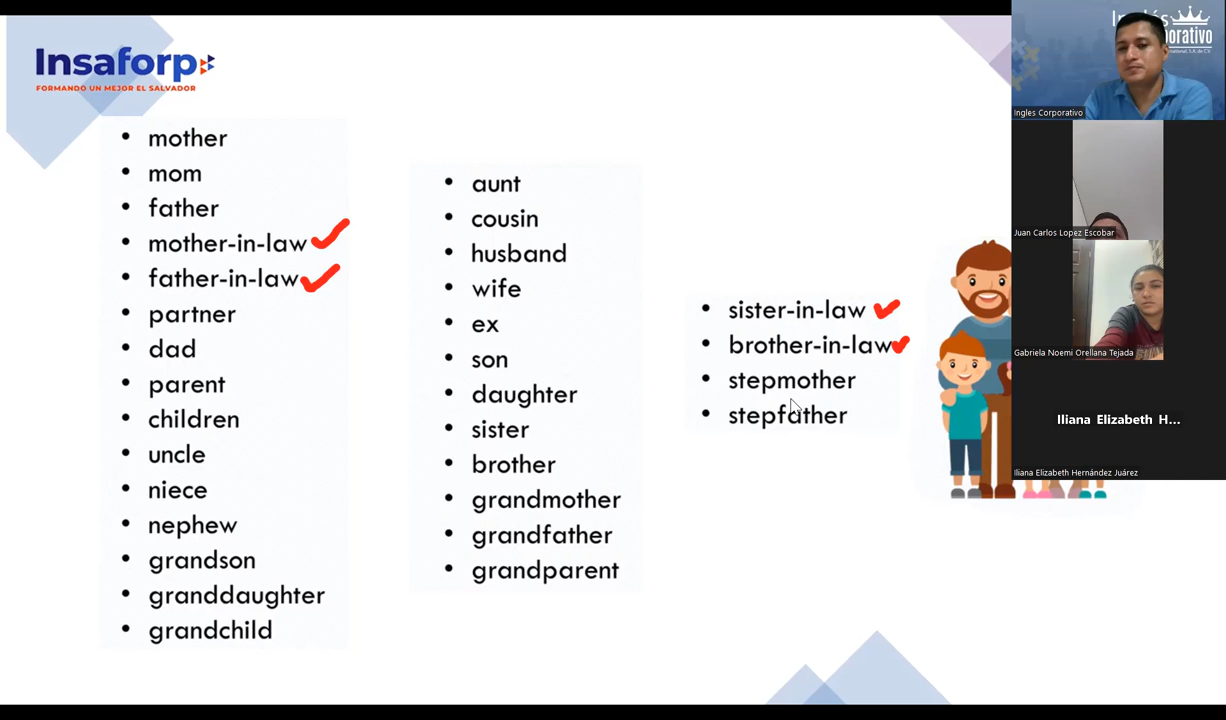 Insaforp
FORMANDO UN MEJOR EL SALVADOR
• mother
• mom
• father
• mother-in-law
• father-in-law
• partner
• dad
• parent
• children
• uncle
• niece
• nephew
• grandson
• granddaughter
• grandchild
• aunt
• cousin
• husband
• wife
• ex
• son
• daughter
• sister
• brother
• grandmother
• grandfather
• grandparent
• sister-in-law
• brother-in-law
• stepmother
• stepfather
Ingles Corporativo
Juan Carlos Lopez Escobar
Gabriela Noemi Orellana Tejada
Iliana Elizabeth H...
Iliana Elizabeth Hernández Juárez